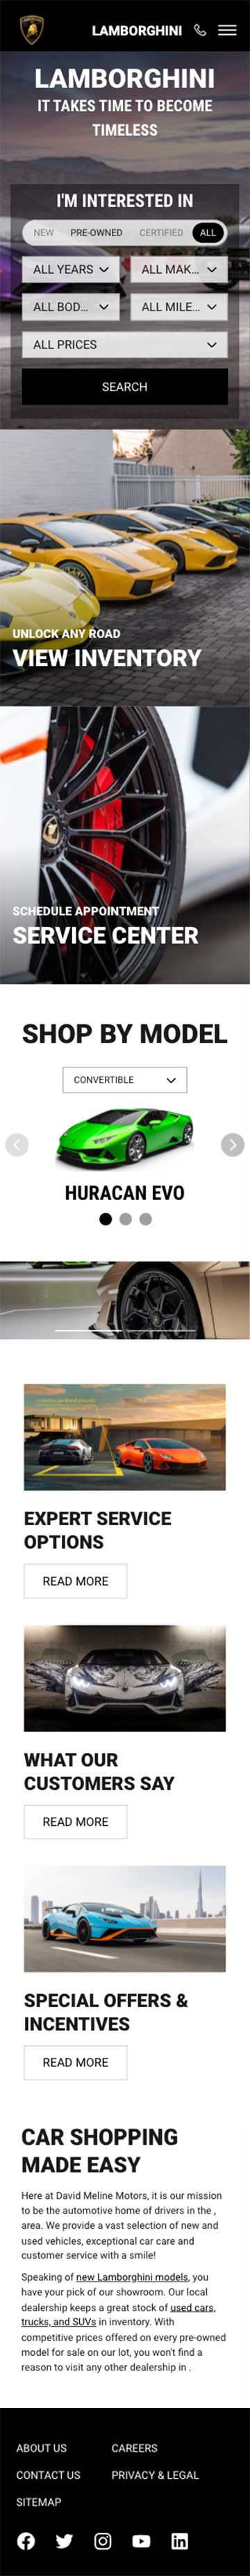 LAMBORGHINI
LAMBORGHINI
IT TAKES TIME TO BECOME
TIMELESS
I'M INTERESTED IN
NEW PRE-OWNED CERTIFIED ALL
ALL YEARS ALL MAK...
ALL BOD... ALL MILE...
ALL PRICES
SEARCH
UNLOCK ANY ROAD
VIEW INVENTORY
SCHEDULE APPOINTMENT
SERVICE CENTER
SHOP BY MODEL
CONVERTIBLE
HURACAN EVO
EXPERT SERVICE
OPTIONS
READ MORE
WHAT OUR
CUSTOMERS SAY
READ MORE
SPECIAL OFFERS &
INCENTIVES
READ MORE
CAR SHOPPING
MADE EASY
Here at David Meline Motors, it is our mission
to be the automotive home of drivers in the ,
area. We provide a vast selection of new and
used vehicles, exceptional car care and
customer service with a smile!
Speaking of new Lamborghini models, you
have your pick of our showroom. Our local
dealership keeps a great stock of used cars,
trucks, and SUVs in inventory. With
competitive prices offered on every pre-owned
model for sale on our lot, you won't find a
reason to visit any other dealership in .
ABOUT US CAREERS
CONTACT US PRIVACY & LEGAL
SITEMAP